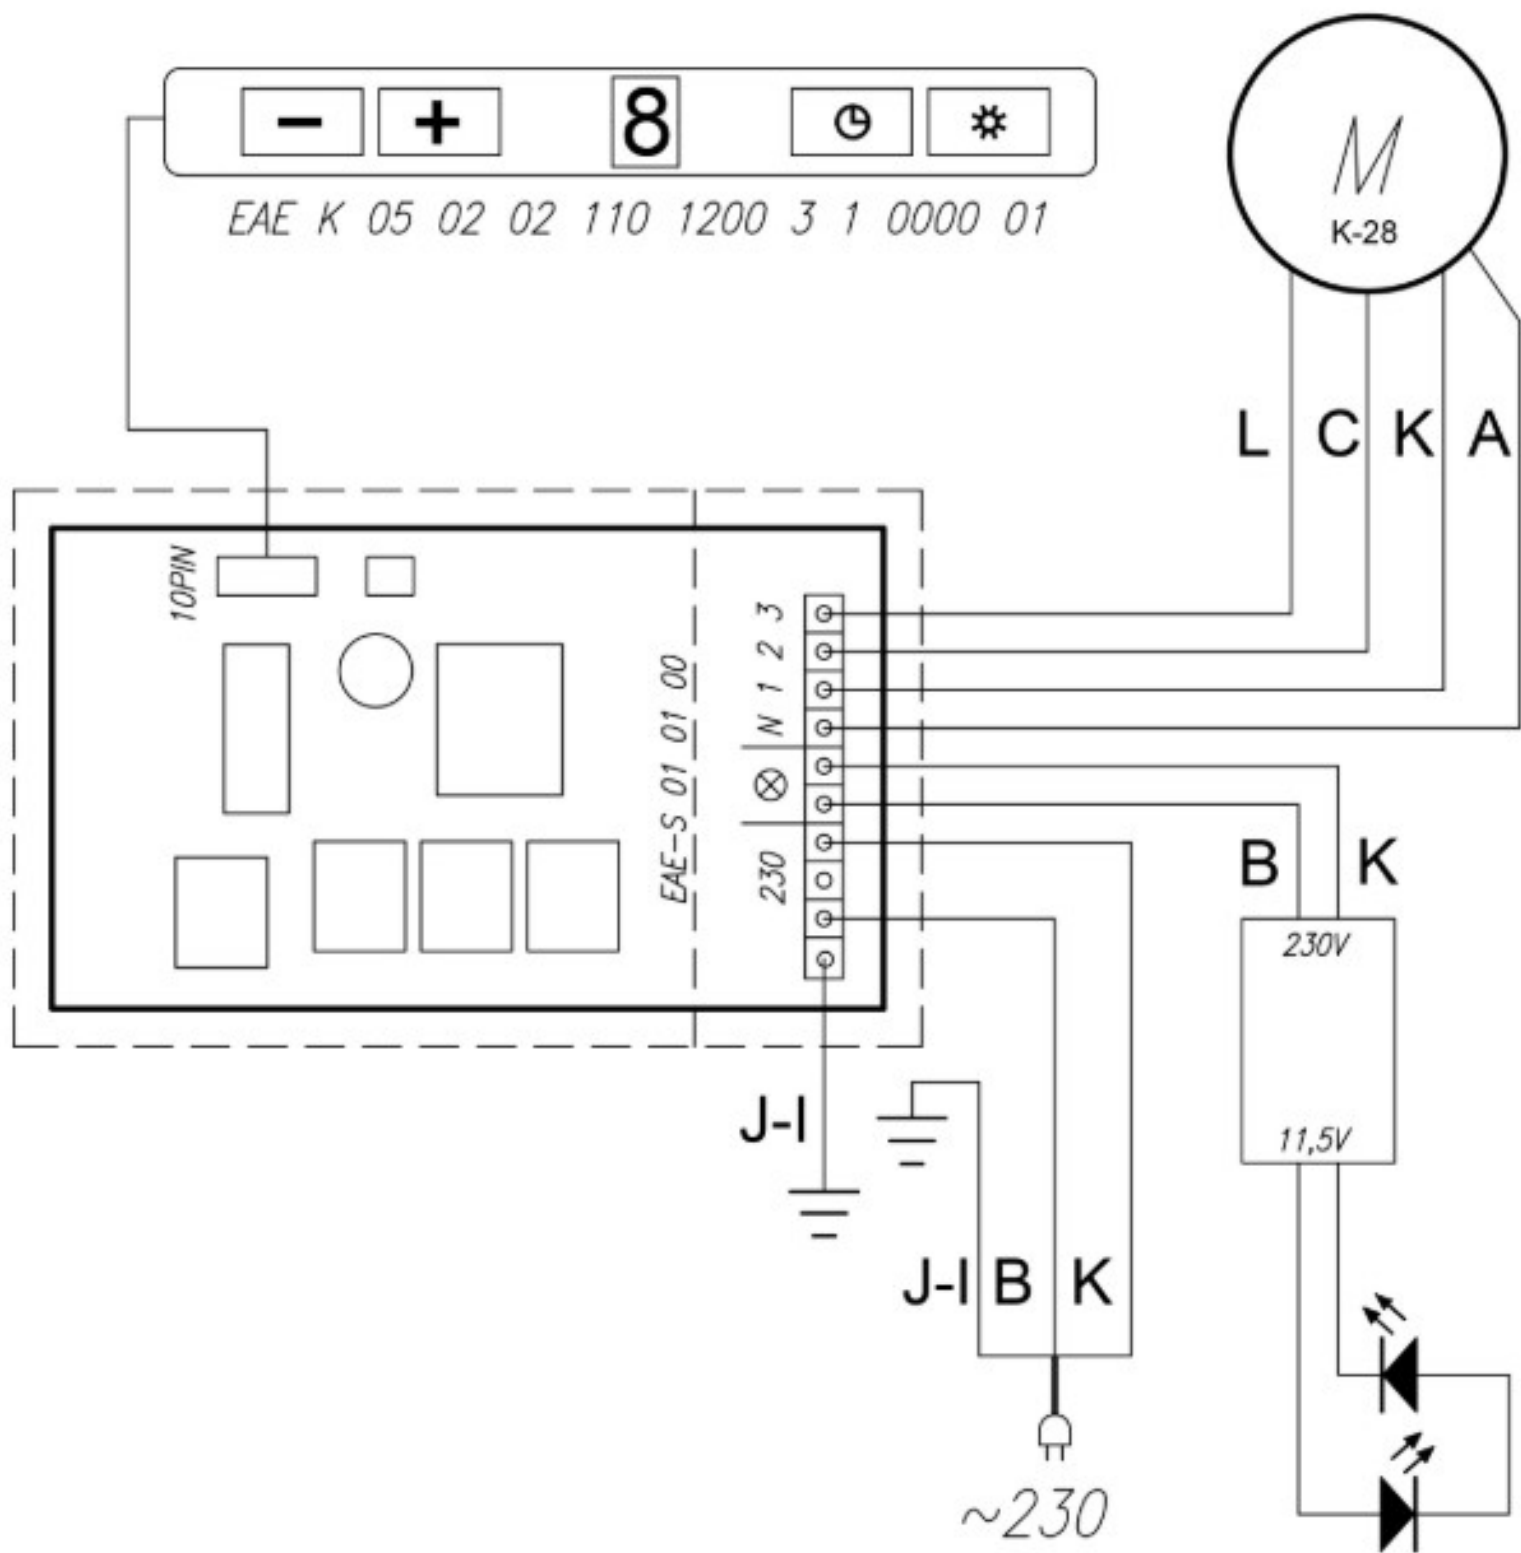 − + 8
EAE K 05 02 02 110 1200 3 1 0000 01
M
K-28
L C K A
10PIN
3
2
1
N
230
EAE-S 01 01 00
B K
230V
11,5V
J-I
J-I B K
~230